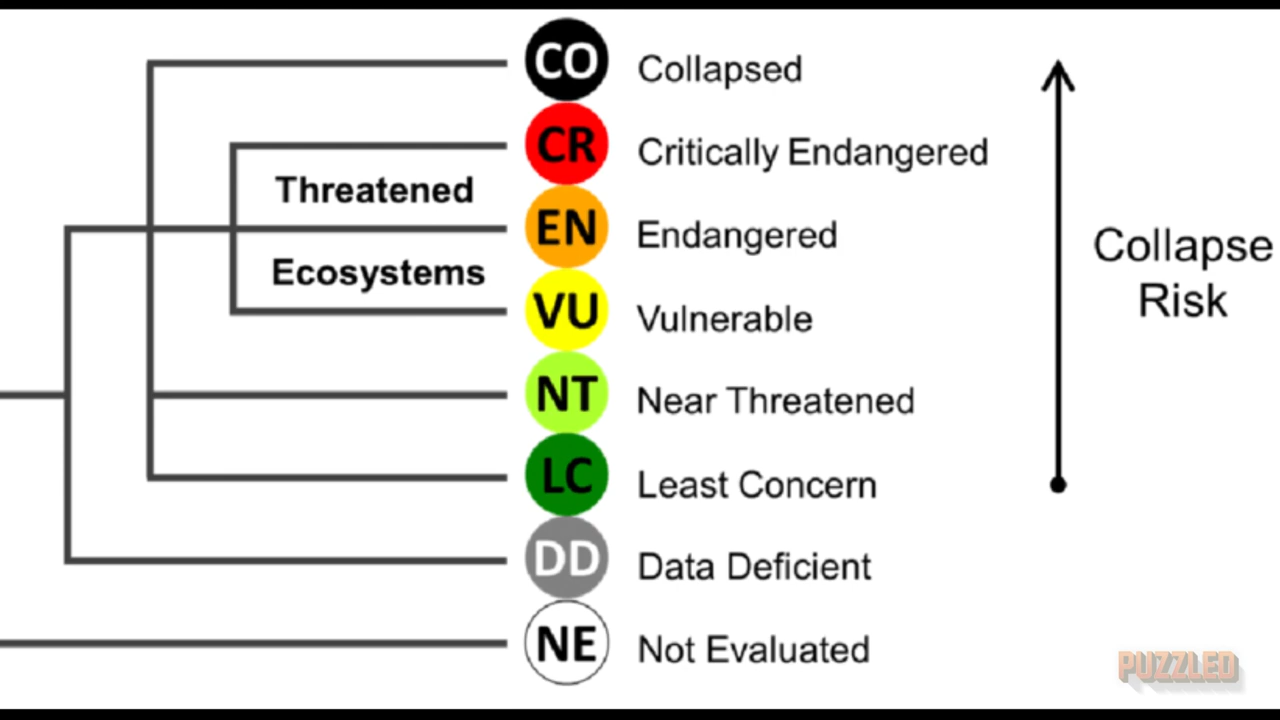 CO Collapsed
CR Critically Endangered
Threatened
EN Endangered
Ecosystems
VU Vulnerable
NT Near Threatened
LC Least Concern
DD Data Deficient
NE Not Evaluated
Collapse
Risk
PUZZLED